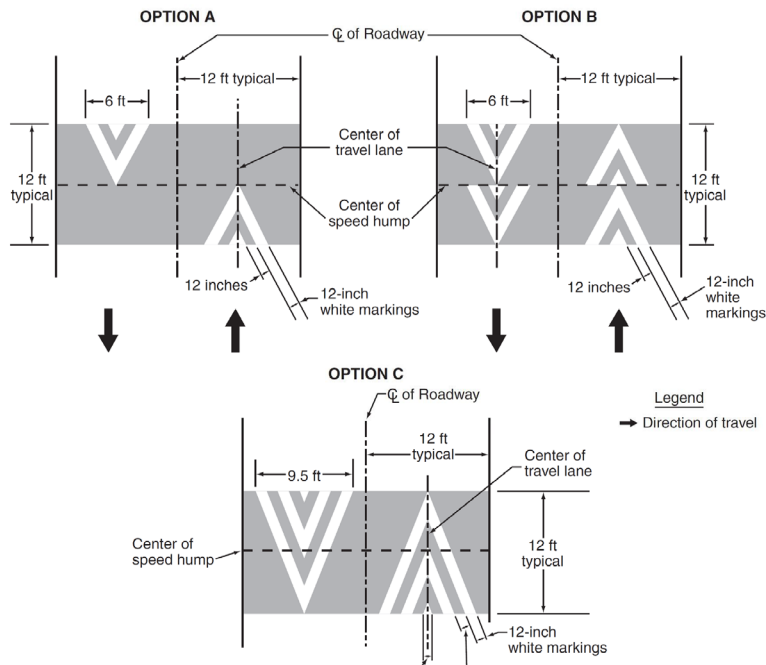 OPTION A
OPTION B
℄ of Roadway
12 ft typical
12 ft typical
6 ft
6 ft
Center of
travel lane
12 ft
typical
12 ft
typical
Center of
speed hump
12 inches
12-inch
white markings
12 inches
12-inch
white
markings
OPTION C
℄ of Roadway
Legend
Direction of travel
12 ft
typical
Center of
travel lane
9.5 ft
Center of
speed hump
12 ft
typical
12-inch
white markings